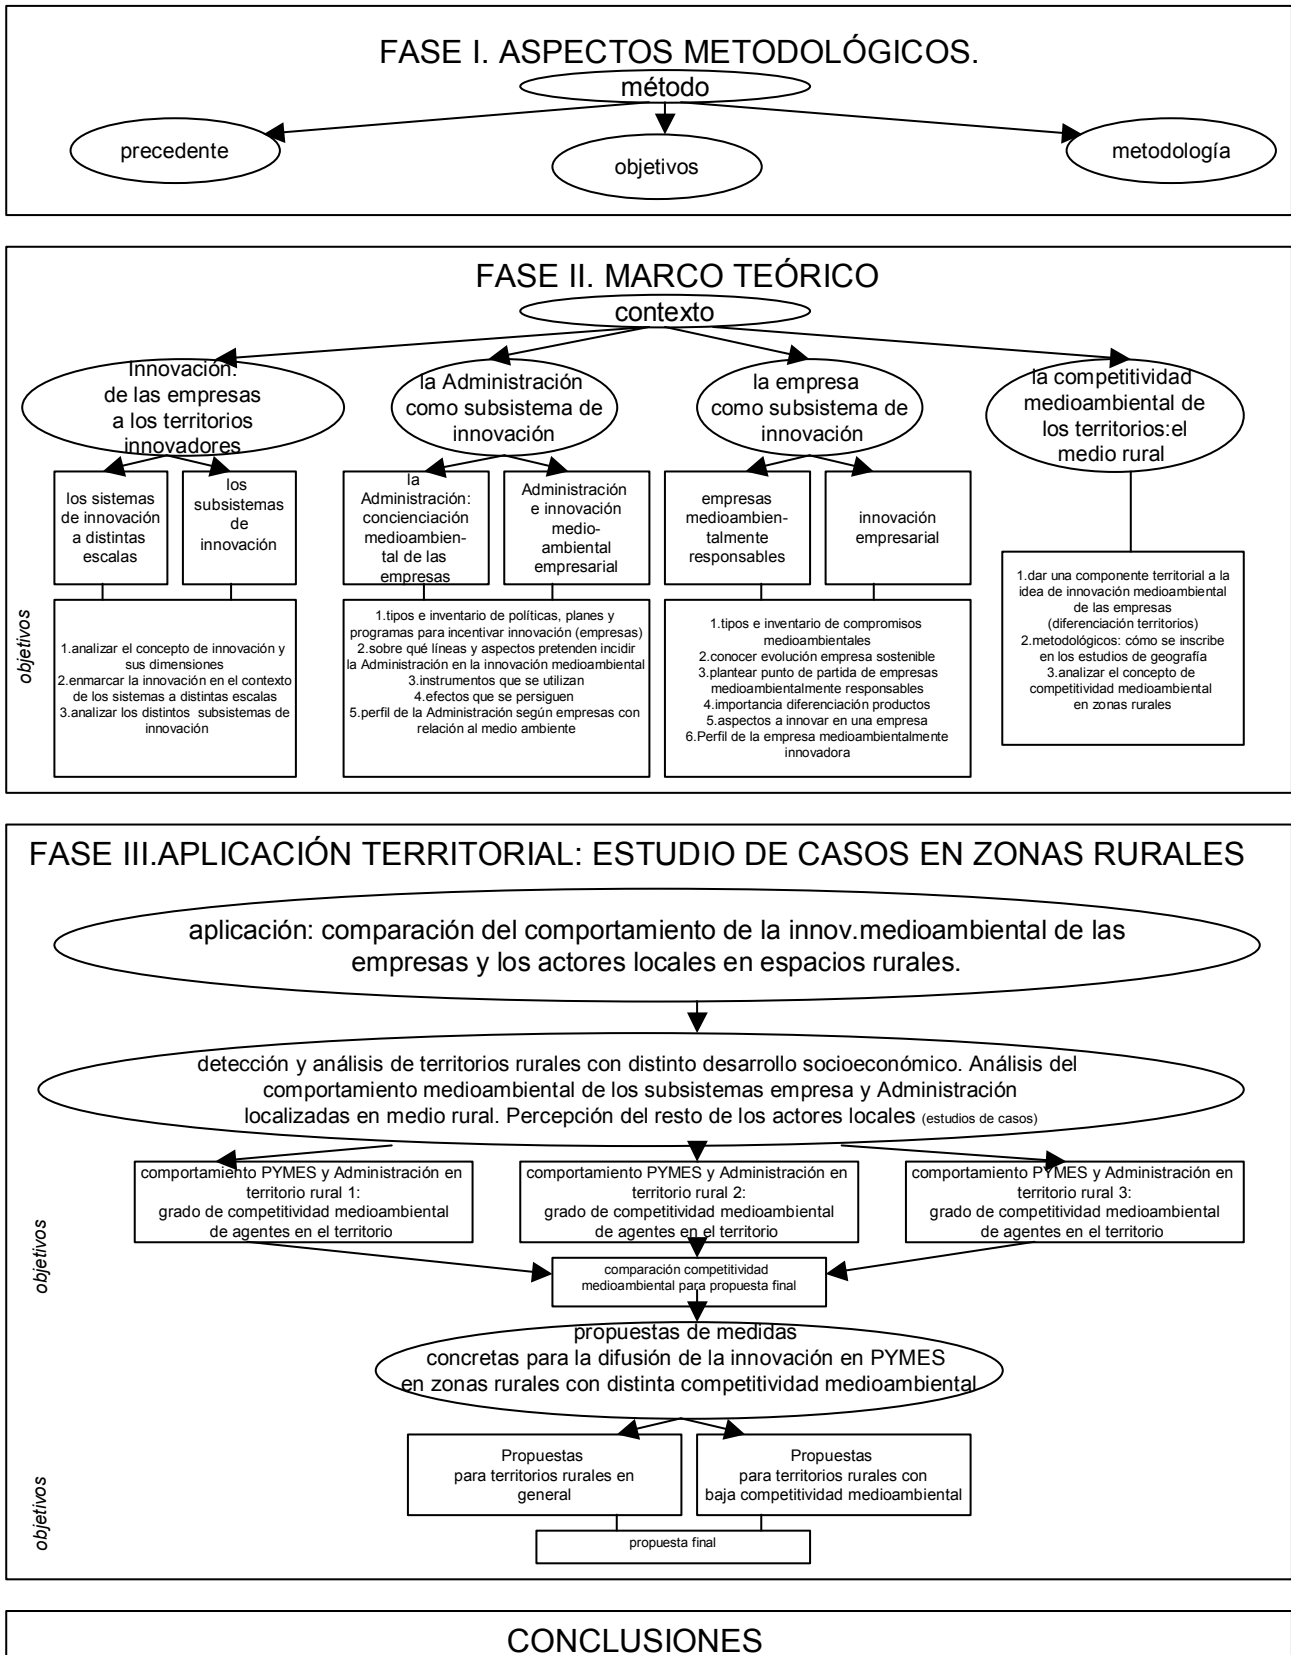 FASE I. ASPECTOS METODOLÓGICOS.
método
precedente
objetivos
metodología
FASE II. MARCO TEÓRICO
contexto
Innovación:
de las empresas
a los territorios
innovadores
la Administración
como subsistema de
innovación
la empresa
como subsistema de
innovación
la competitividad
medioambiental de
los territorios:el
medio rural
los sistemas
de innovación
a distintas
escalas
los
subsistemas
de
innovación
la
Administración:
concienciación
medioambien-
tal de las
empresas
Administración
e innovación
medio-
ambiental
empresarial
empresas
medioambien-
talmente
responsables
innovación
empresarial
objetivos
1.analizar el concepto de innovación y
sus dimensiones
2.enmarcar la innovación en el contexto
de los sistemas a distintas escalas
3.analizar los distintos subsistemas de
innovación
1.tipos e inventario de políticas, planes y
programas para incentivar innovación (empresas)
2.sobre qué líneas y aspectos pretenden incidir
la Administración en la innovación medioambiental
3.instrumentos que se utilizan
4.efectos que se persiguen
5.perfil de la Administración según empresas con
relación al medio ambiente
1.tipos e inventario de compromisos
medioambientales
2.conocer evolución empresa sostenible
3.plantear punto de partida de empresas
medioambientalmente responsables
4.importancia diferenciación productos
5.aspectos a innovar en una empresa
6.Perfil de la empresa medioambientalmente
innovadora
1.dar una componente territorial a la
idea de innovación medioambiental
de las empresas
(diferenciación territorios)
2.metodológicos: cómo se inscribe
en los estudios de geografía
3.analizar el concepto de
competitividad medioambiental
en zonas rurales
FASE III.APLICACIÓN TERRITORIAL: ESTUDIO DE CASOS EN ZONAS RURALES
aplicación: comparación del comportamiento de la innov.medioambiental de las
empresas y los actores locales en espacios rurales.
detección y análisis de territorios rurales con distinto desarrollo socioeconómico. Análisis del
comportamiento medioambiental de los subsistemas empresa y Administración
localizadas en medio rural. Percepción del resto de los actores locales (estudios de casos)
comportamiento PYMES y Administración en
territorio rural 1:
grado de competitividad medioambiental
de agentes en el territorio
comportamiento PYMES y Administración en
territorio rural 2:
grado de competitividad medioambiental
de agentes en el territorio
comportamiento PYMES y Administración en
territorio rural 3:
grado de competitividad medioambiental
de agentes en el territorio
objetivos
comparación competitividad
medioambiental para propuesta final
propuestas de medidas
concretas para la difusión de la innovación en PYMES
en zonas rurales con distinta competitividad medioambiental
Propuestas
para territorios rurales en
general
Propuestas
para territorios rurales con
baja competitividad medioambiental
objetivos
propuesta final
CONCLUSIONES